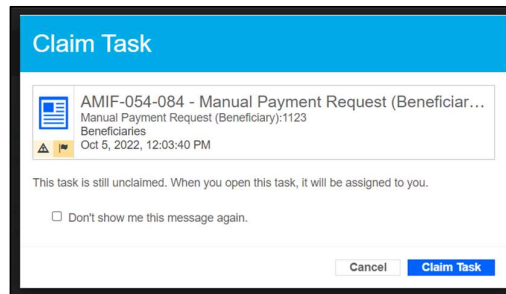 Claim Task
AMIF-054-084 - Manual Payment Request (Beneficiar...
Manual Payment Request (Beneficiary):1123
Beneficiaries
Oct 5, 2022, 12:03:40 PM
This task is still unclaimed. When you open this task, it will be assigned to you.
Don't show me this message again.
Cancel Claim Task